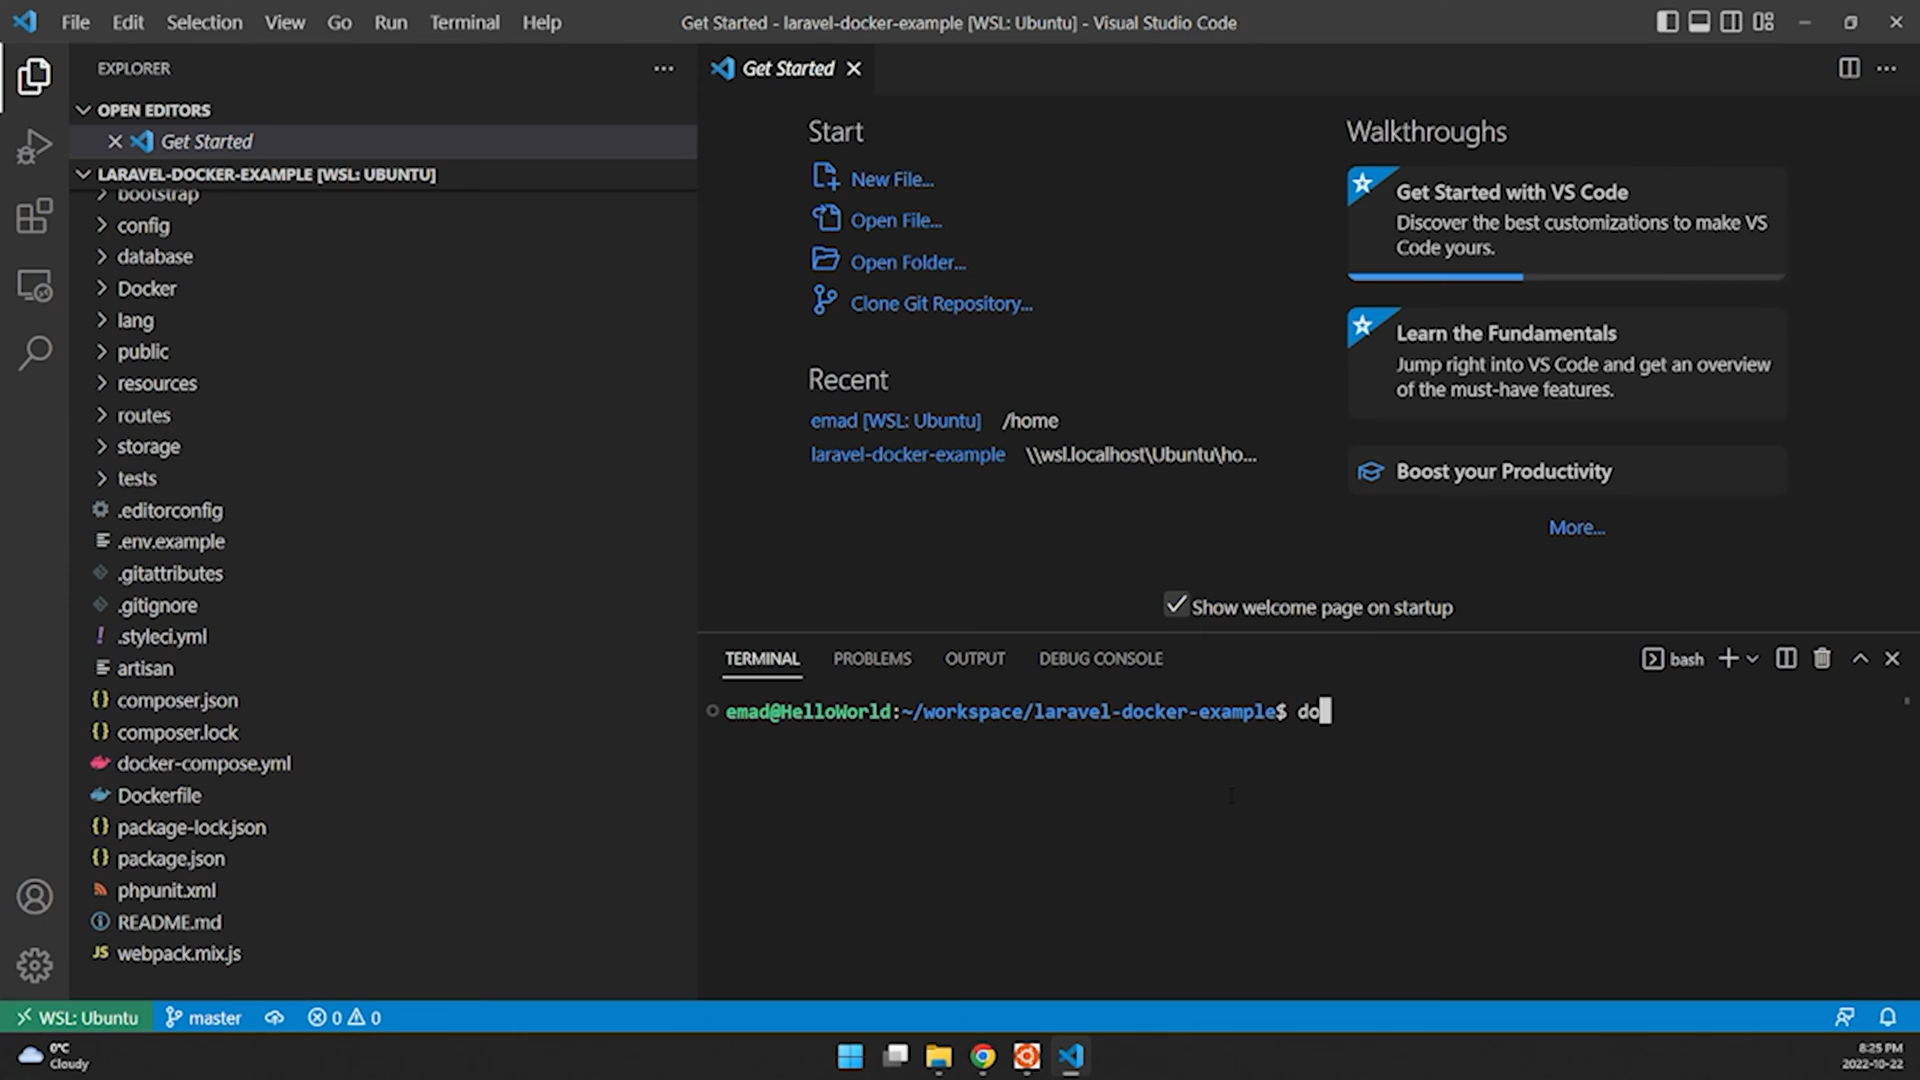 File Edit Selection View Go Run Terminal Help
Get Started - laravel-docker-example [WSL: Ubuntu] - Visual Studio Code
EXPLORER
OPEN EDITORS
Get Started
LARAVEL-DOCKER-EXAMPLE [WSL: UBUNTU]
bootstrap
config
database
Docker
lang
public
resources
routes
storage
tests
.editorconfig
.env.example
.gitattributes
.gitignore
.styleci.yml
artisan
composer.json
composer.lock
docker-compose.yml
Dockerfile
package-lock.json
package.json
phpunit.xml
README.md
webpack.mix.js
Get Started
Start
New File...
Open File...
Open Folder...
Clone Git Repository...
Recent
emad [WSL: Ubuntu] /home
laravel-docker-example \\wsl.localhost\Ubuntu\ho...
Walkthroughs
Get Started with VS Code
Discover the best customizations to make VS
Code yours.
Learn the Fundamentals
Jump right into VS Code and get an overview
of the must-have features.
Boost your Productivity
More...
Show welcome page on startup
TERMINAL PROBLEMS OUTPUT DEBUG CONSOLE
bash
emad@HelloWorld:~/workspace/laravel-docker-example$ do
WSL: Ubuntu master 0 0
0°C
Cloudy
8:25 PM
2022-10-22